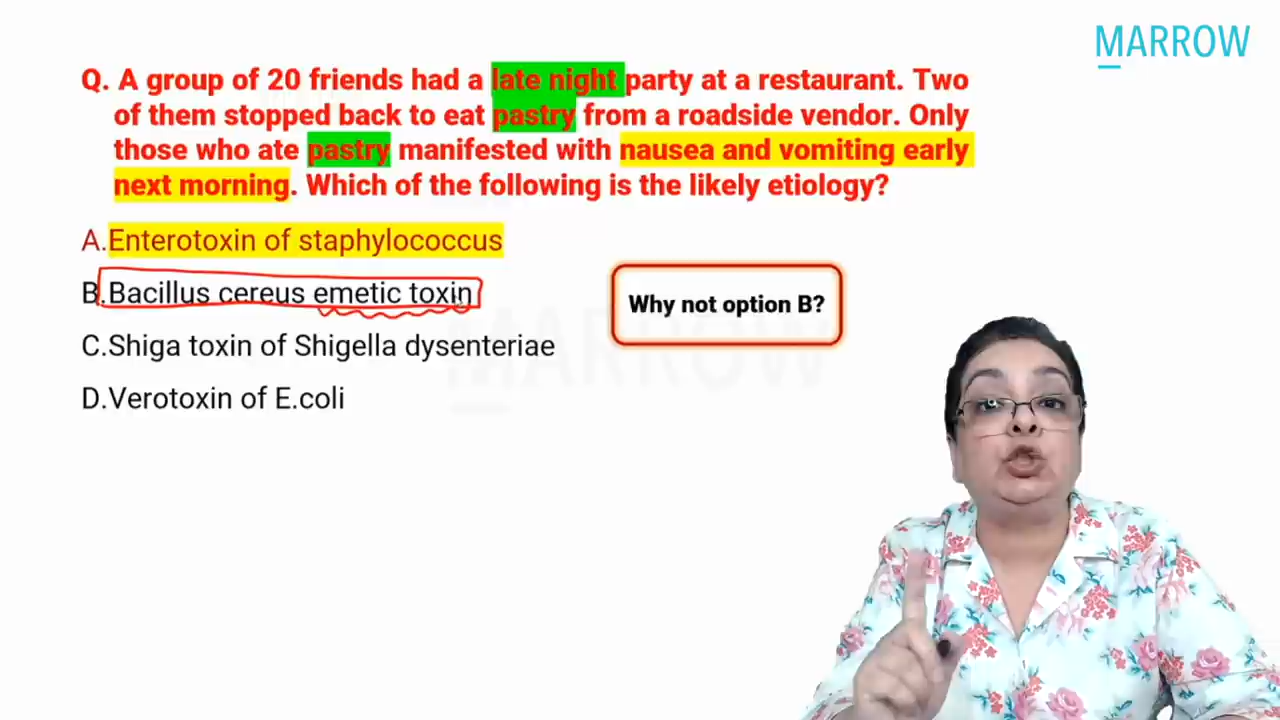 MARROW
Q. A group of 20 friends had a late night party at a restaurant. Two
of them stopped back to eat pastry from a roadside vendor. Only
those who ate pastry manifested with nausea and vomiting early
next morning. Which of the following is the likely etiology?
A.Enterotoxin of staphylococcus
B.Bacillus cereus emetic toxin
Why not option B?
C.Shiga toxin of Shigella dysenteriae
D.Verotoxin of E.coli
MARROW